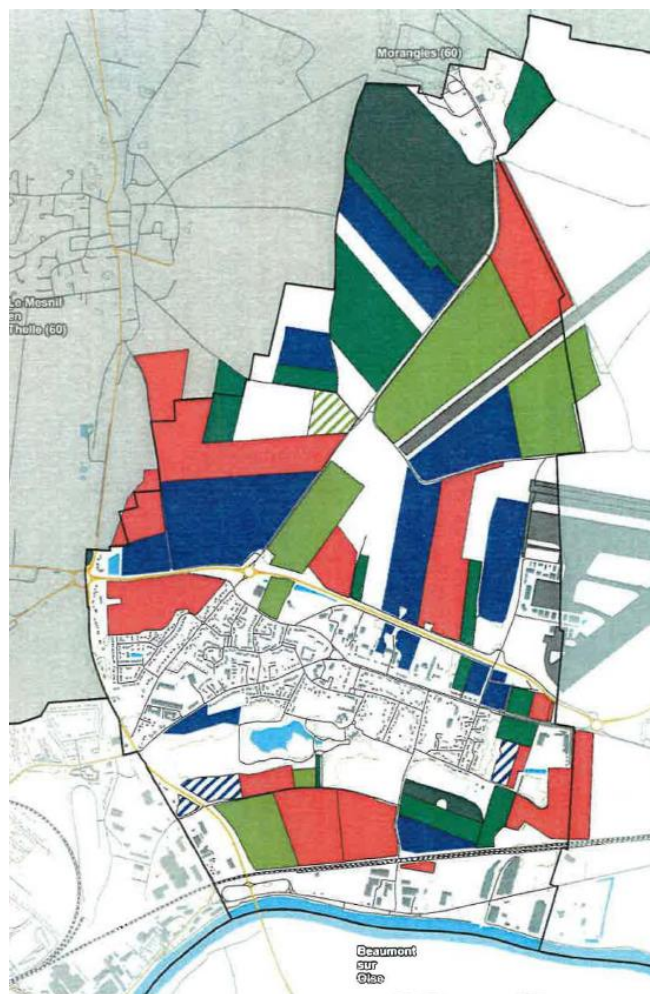 Morangles (60)
Le Mesnil
en
Thelle (60)
Beaumont
sur
Oise